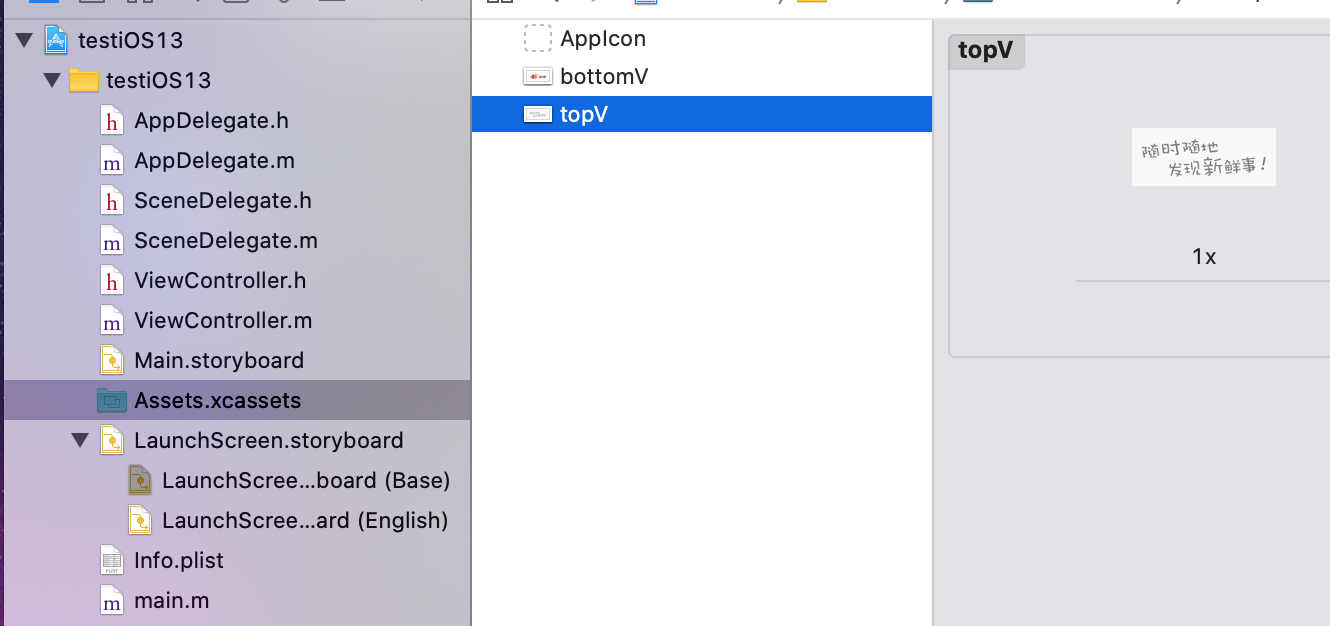 testiOS13
testiOS13
AppDelegate.h
AppDelegate.m
SceneDelegate.h
SceneDelegate.m
ViewController.h
ViewController.m
Main.storyboard
Assets.xcassets
LaunchScreen.storyboard
LaunchScree...board (Base)
LaunchScree...ard (English)
Info.plist
main.m
AppIcon
bottomV
topV
topV
随时随地
发现新鲜事!
1x